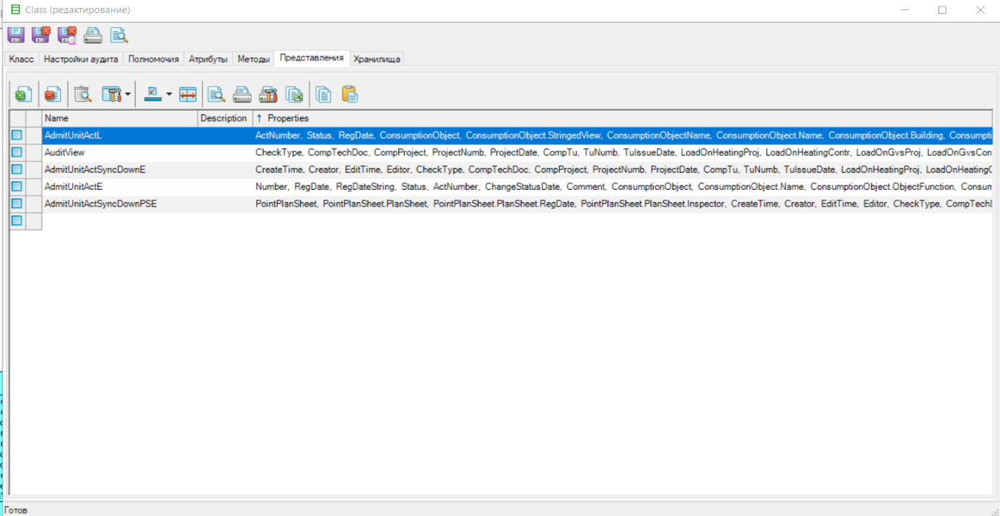 Class (редактирование)
Класс Настройки аудита Полномочия Атрибуты Методы Представления Хранилища
Name Description Properties
AdmitUnitActL ActNumber, Status, RegDate, ConsumptionObject, ConsumptionObject.StringedView, ConsumptionObjectName, ConsumptionObject.Name, ConsumptionObject.Building, Consumpti
AuditView CheckType, CompTechDoc, CompProject, ProjectNumb, ProjectDate, CompTu, TuNumb, TuIssueDate, LoadOnHeatingProj, LoadOnHeatingContr, LoadOnGvsProj, LoadOnGvsCon
AdmitUnitActSyncDownE CreateTime, Creator, EditTime, Editor, CheckType, CompTechDoc, CompProject, ProjectNumb, ProjectDate, CompTu, TuNumb, TuIssueDate, LoadOnHeatingProj, LoadOnHeatingC
AdmitUnitActE Number, RegDate, RegDateString, Status, ActNumber, ChangeStatusDate, Comment, ConsumptionObject, ConsumptionObject.Name, ConsumptionObject.ObjectFunction, Consum
AdmitUnitActSyncDownPSE PointPlanSheet, PointPlanSheet.PlanSheet, PointPlanSheet.PlanSheet.RegDate, PointPlanSheet.PlanSheet.Inspector, CreateTime, Creator, EditTime, Editor, CheckType, CompTech
Готов